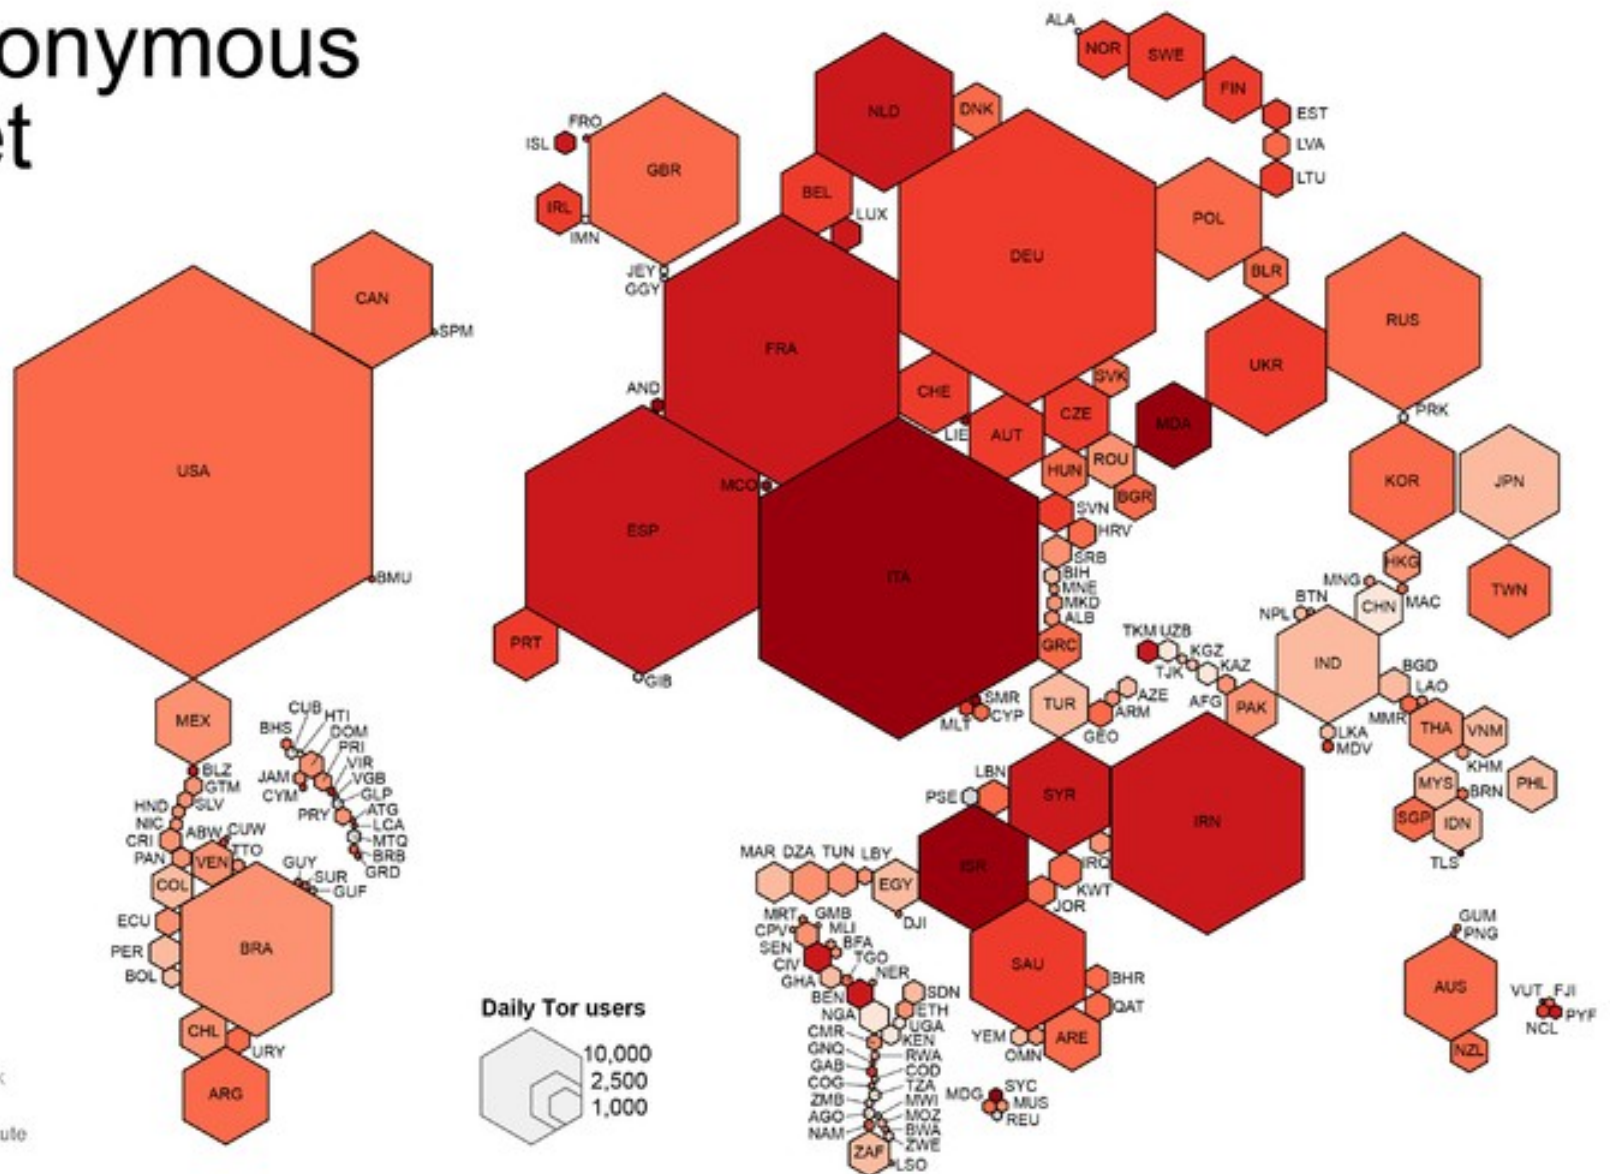 onymous
et
ALA
NOR
SWE
FIN
EST
LVA
LTU
NLD
DNK
FRO
ISL
GBR
IRL
IMN
BEL
LUX
JEY
GGY
DEU
POL
BLR
RUS
CAN
SPM
USA
BMU
FRA
AND
CHE
LIE
AUT
SVK
CZE
MDA
UKR
PRK
HUN
ROU
BGR
KOR
JPN
MCO
ESP
ITA
SVN
HRV
SRB
BIH
MNE
MKD
ALB
GRC
HKG
MNG
CHN
MAC
TWN
BTN
NPL
PRT
GIB
TKM
UZB
TJK
KGZ
KAZ
AFG
PAK
IND
BGD
LAO
MMR
THA
VNM
LKA
MDV
KHM
SMR
CYP
MLT
TUR
AZE
ARM
GEO
MEX
CUB
HTI
BHS
DOM
PRI
VIR
VGB
GLP
ATG
LCA
MTQ
BRB
GRD
JAM
CYM
PRY
BLZ
GTM
SLV
HND
NIC
CRI
PAN
ABW
CUW
VEN
TTO
COL
GUY
SUR
GUF
ECU
PER
BOL
BRA
CHL
URY
ARG
LBN
PSE
SYR
IRN
ISR
IRQ
KWT
JOR
MYS
BRN
PHL
SGP
IDN
TLS
MAR
DZA
TUN
LBY
EGY
DJI
MRT
GMB
CPV
MLI
SEN
BFA
CIV
TGO
GHA
NER
BEN
SDN
NGA
ETH
UGA
CMR
KEN
GNQ
RWA
GAB
COD
COG
TZA
ZMB
MWI
AGO
MOZ
NAM
BWA
ZWE
ZAF
LSO
SAU
BHR
QAT
YEM
OMN
ARE
MDG
SYC
MUS
REU
GUM
PNG
AUS
NZL
VUT
FJI
PYF
NCL
Daily Tor users
10,000
2,500
1,000
k
ute